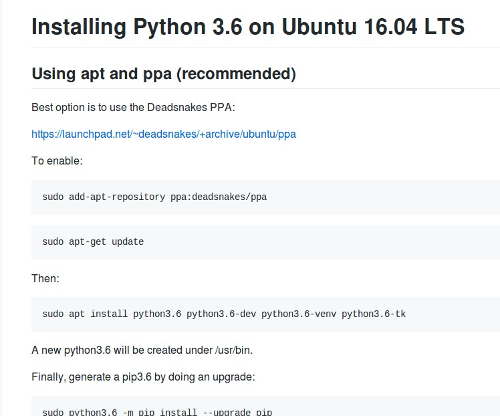 Installing Python 3.6 on Ubuntu 16.04 LTS
Using apt and ppa (recommended)
Best option is to use the Deadsnakes PPA:
https://launchpad.net/~deadsnakes/+archive/ubuntu/ppa
To enable:
sudo add-apt-repository ppa:deadsnakes/ppa
sudo apt-get update
Then:
sudo apt install python3.6 python3.6-dev python3.6-venv python3.6-tk
A new python3.6 will be created under /usr/bin.
Finally, generate a pip3.6 by doing an upgrade:
sudo python3.6 -m pip install --upgrade pip